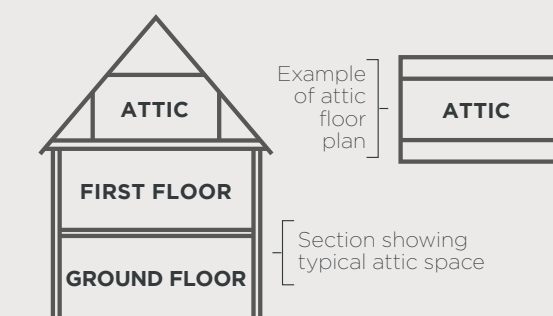 ATTIC
FIRST FLOOR
GROUND FLOOR
Example
of attic
floor
plan
ATTIC
Section showing
typical attic space